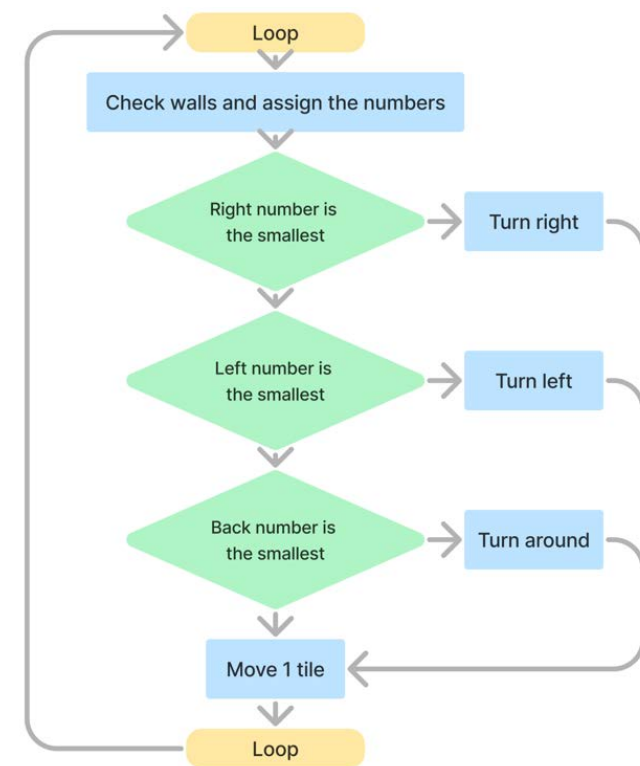 Loop
Check walls and assign the numbers
Right number is
the smallest
Turn right
Left number is
the smallest
Turn left
Back number is
the smallest
Turn around
Move 1 tile
Loop